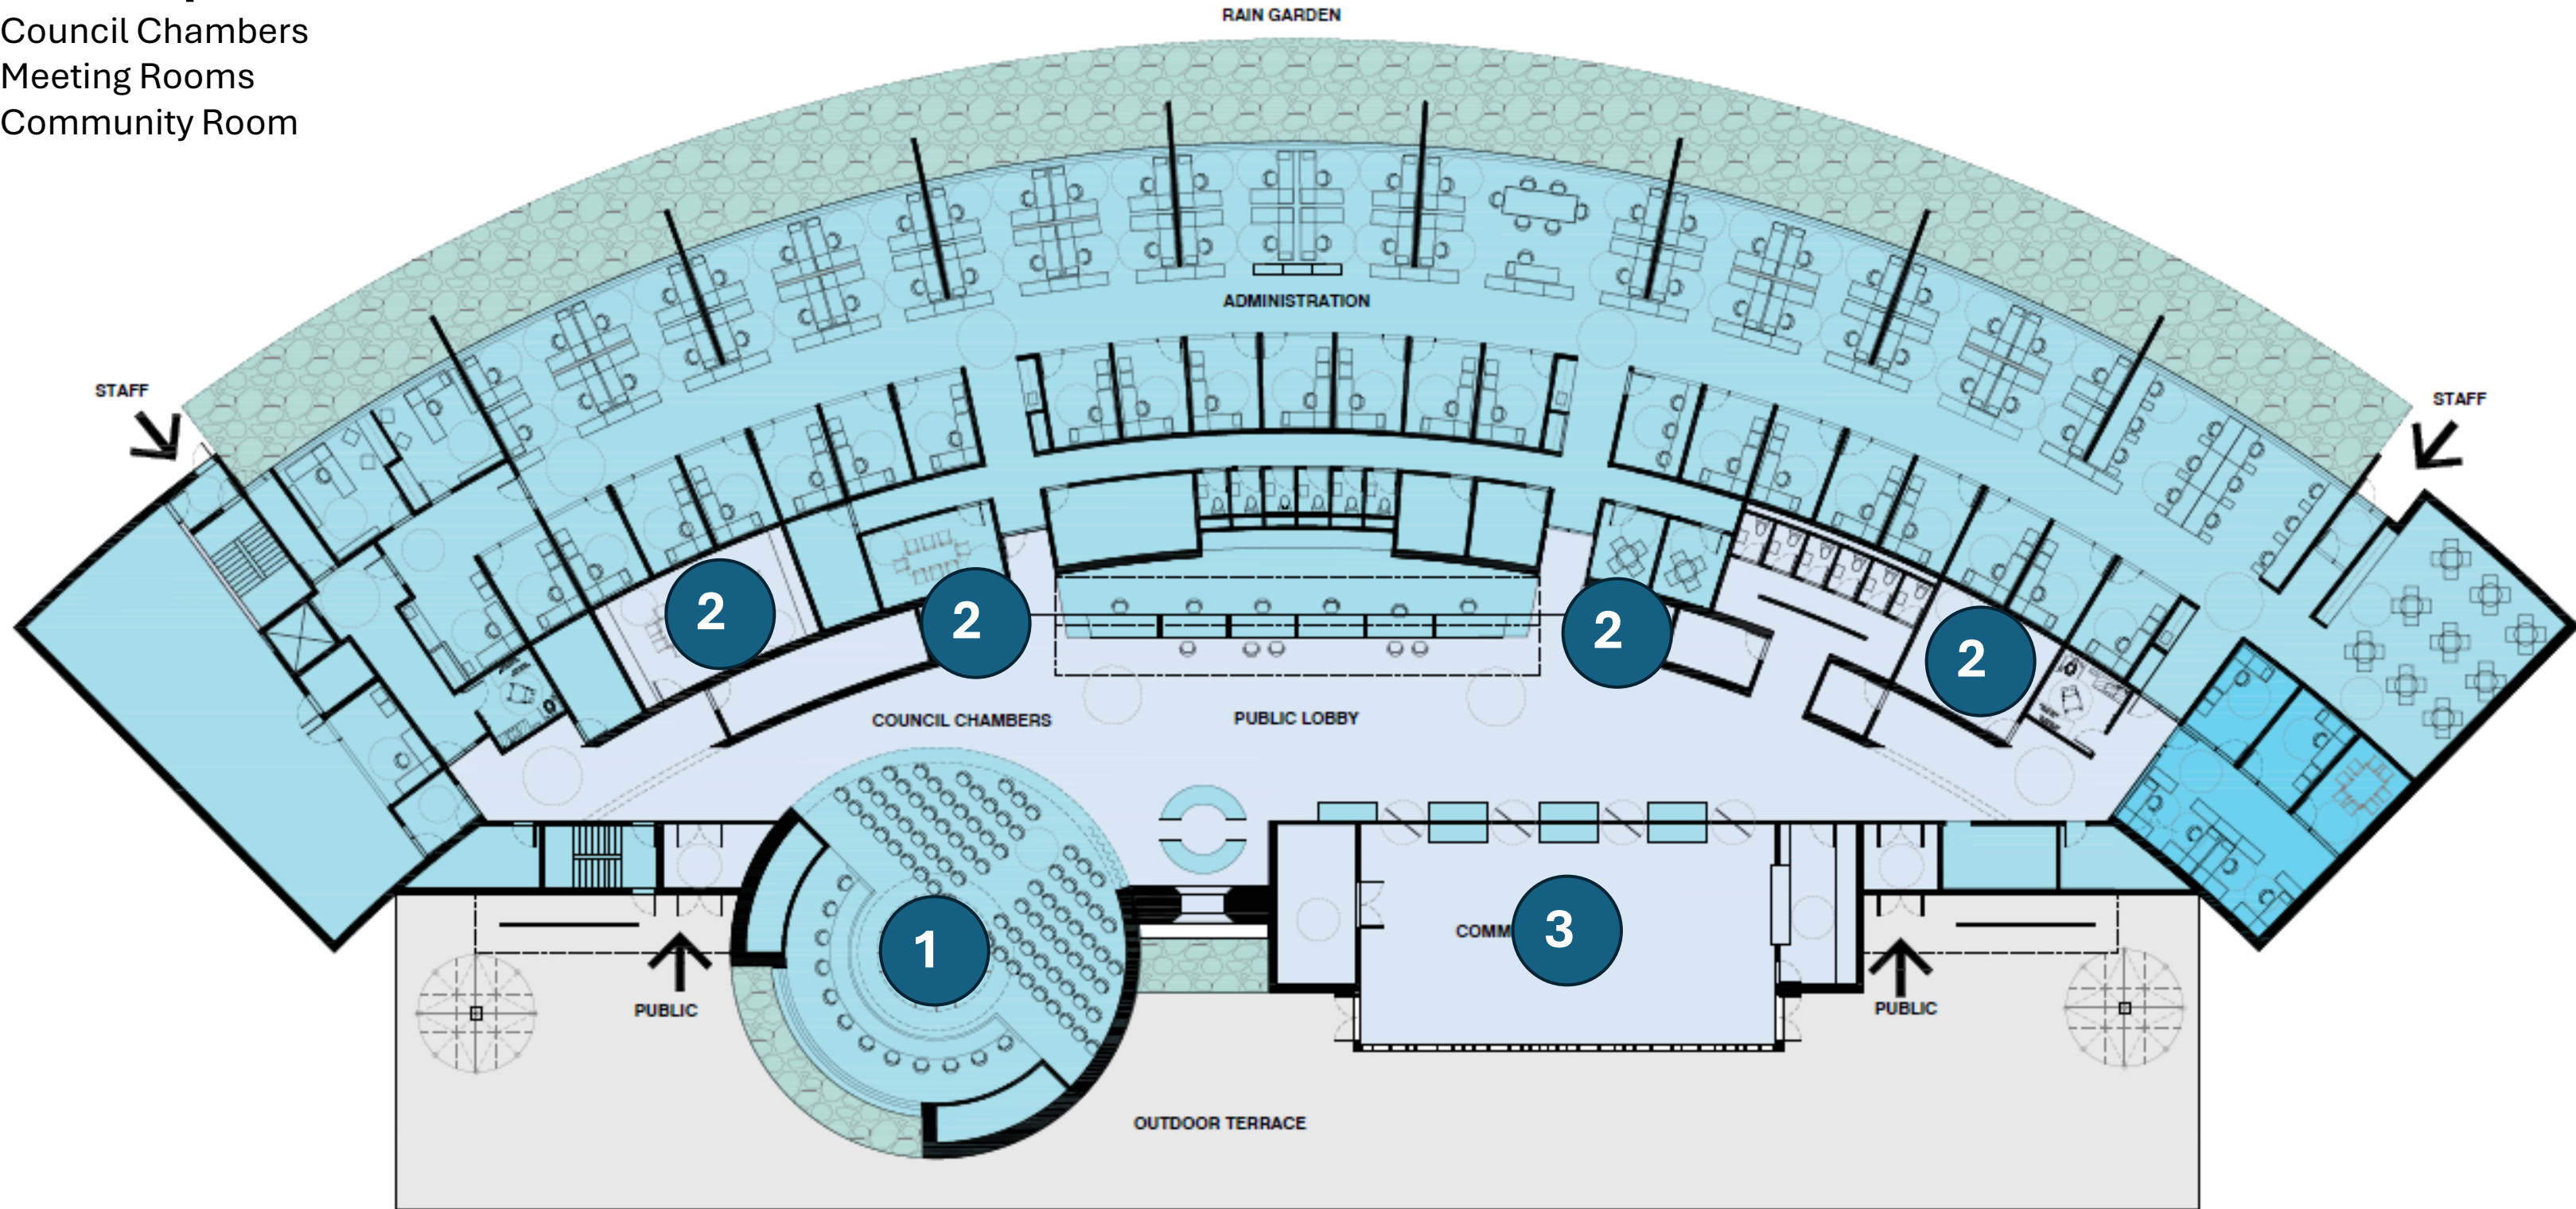 Council Chambers
Meeting Rooms
Community Room
RAIN GARDEN
ADMINISTRATION
STAFF
STAFF
2
2
2
2
COUNCIL CHAMBERS
PUBLIC LOBBY
1
COMM
3
PUBLIC
PUBLIC
OUTDOOR TERRACE